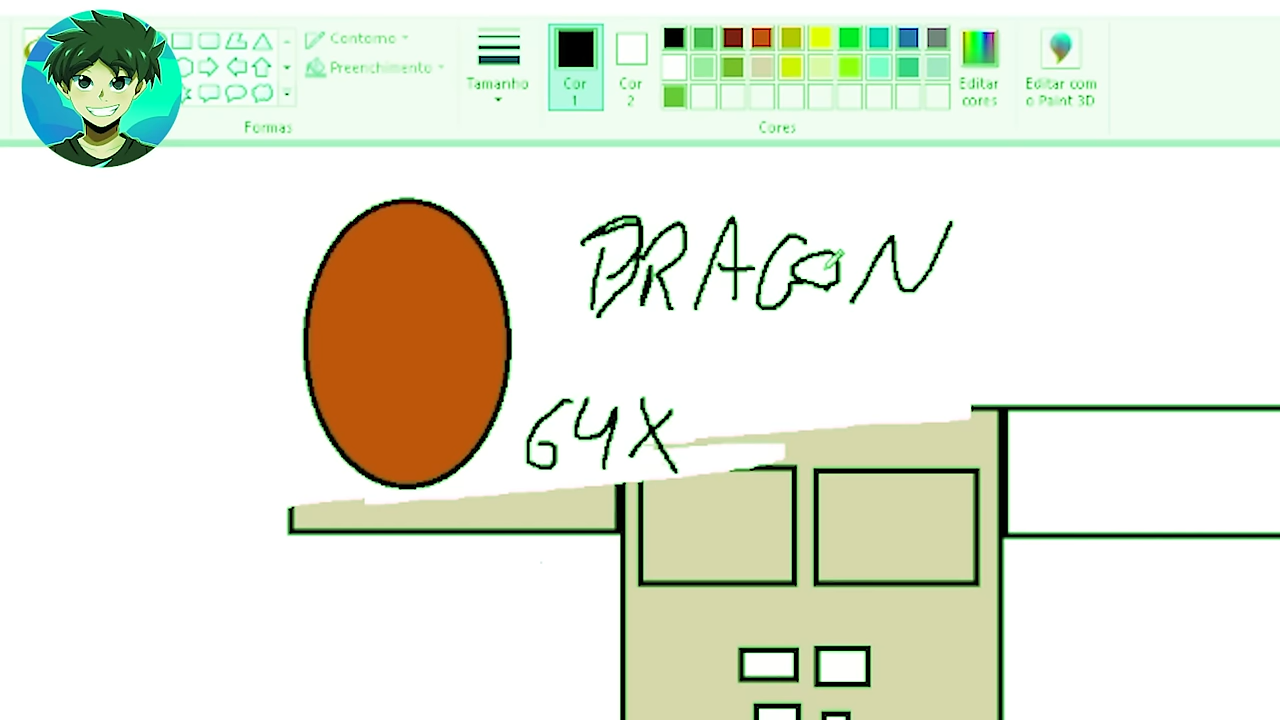 Contorno
Preenchimento
Tamanho
Cor
1
Cor
2
Editar
cores
Editar com
o Paint 3D
Formas
Cores
DRAGON
64X